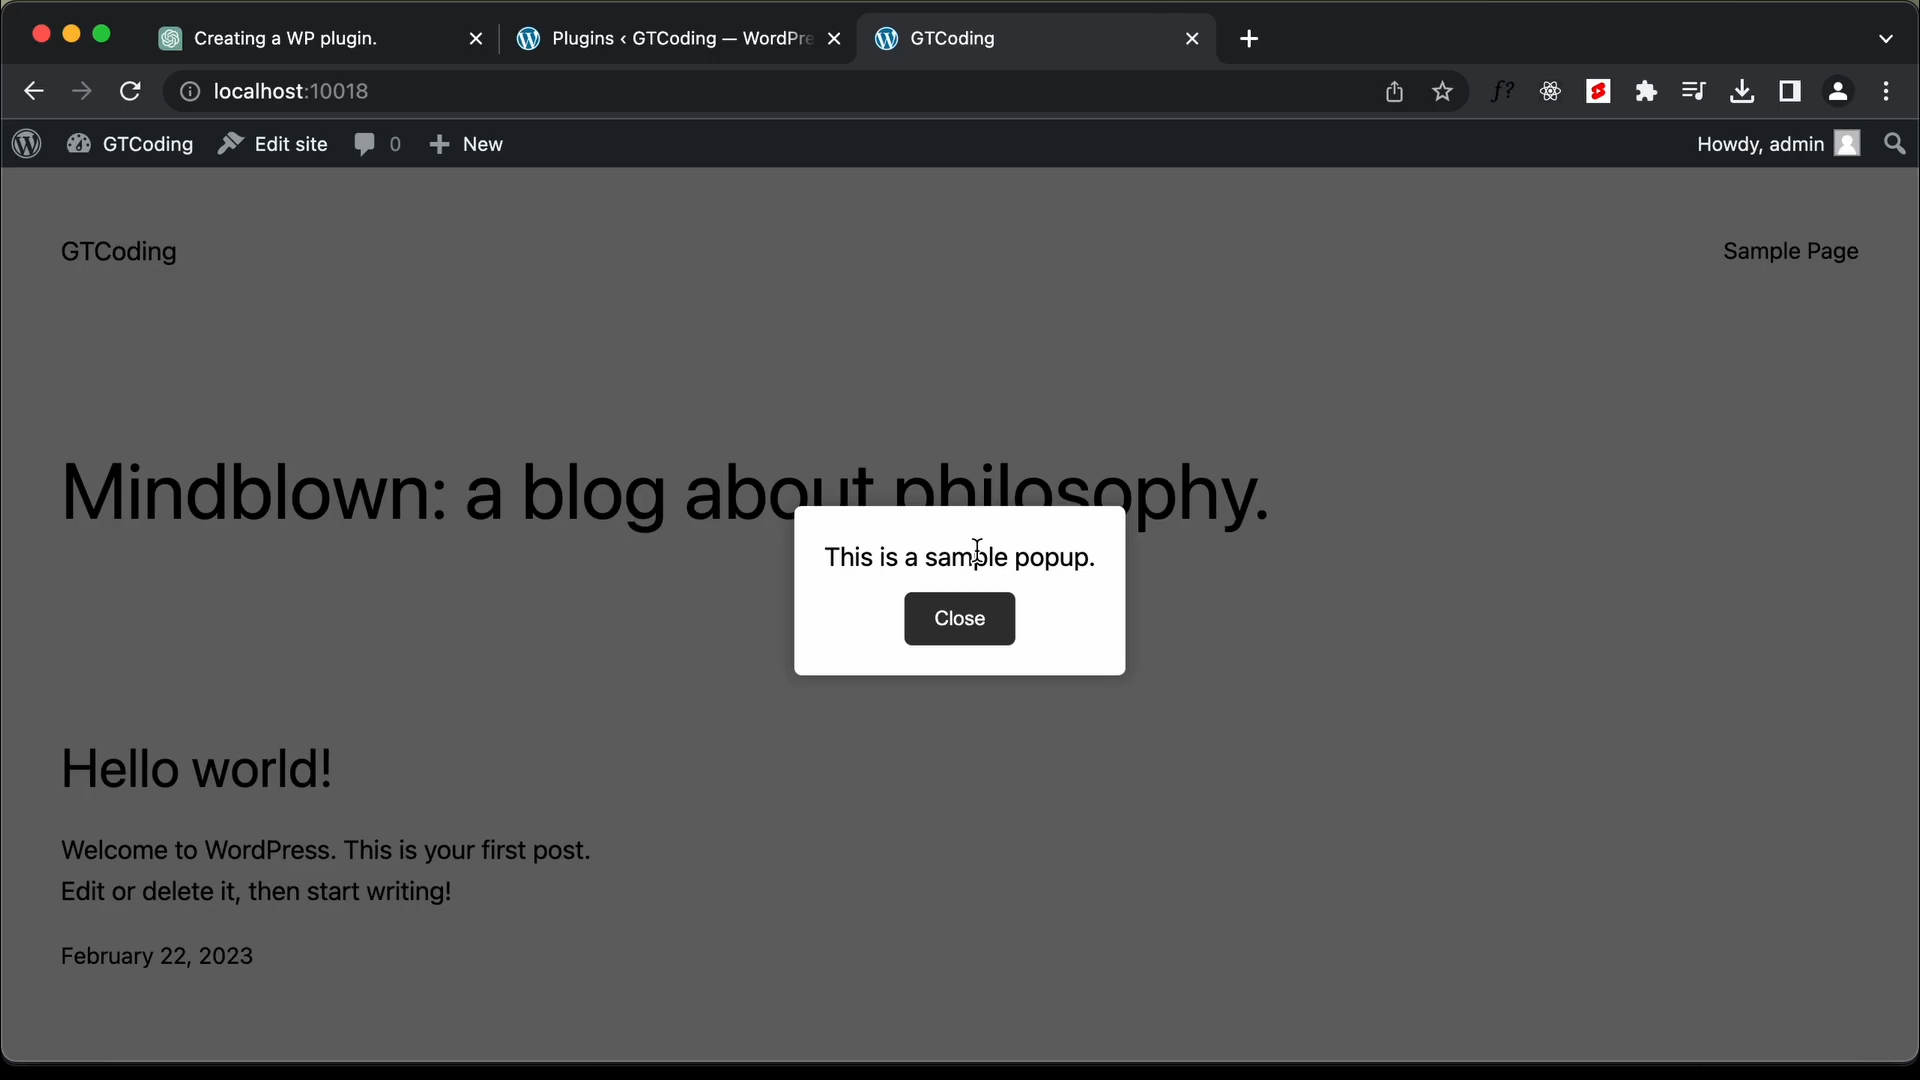 Creating a WP plugin.
Plugins ‹ GTCoding — WordPre
GTCoding
localhost:10018
f?
GTCoding
Edit site
0
New
Howdy, admin
GTCoding
Sample Page
Mindblown: a blog about philosophy.
This is a sample popup.
Close
Hello world!
Welcome to WordPress. This is your first post.
Edit or delete it, then start writing!
February 22, 2023